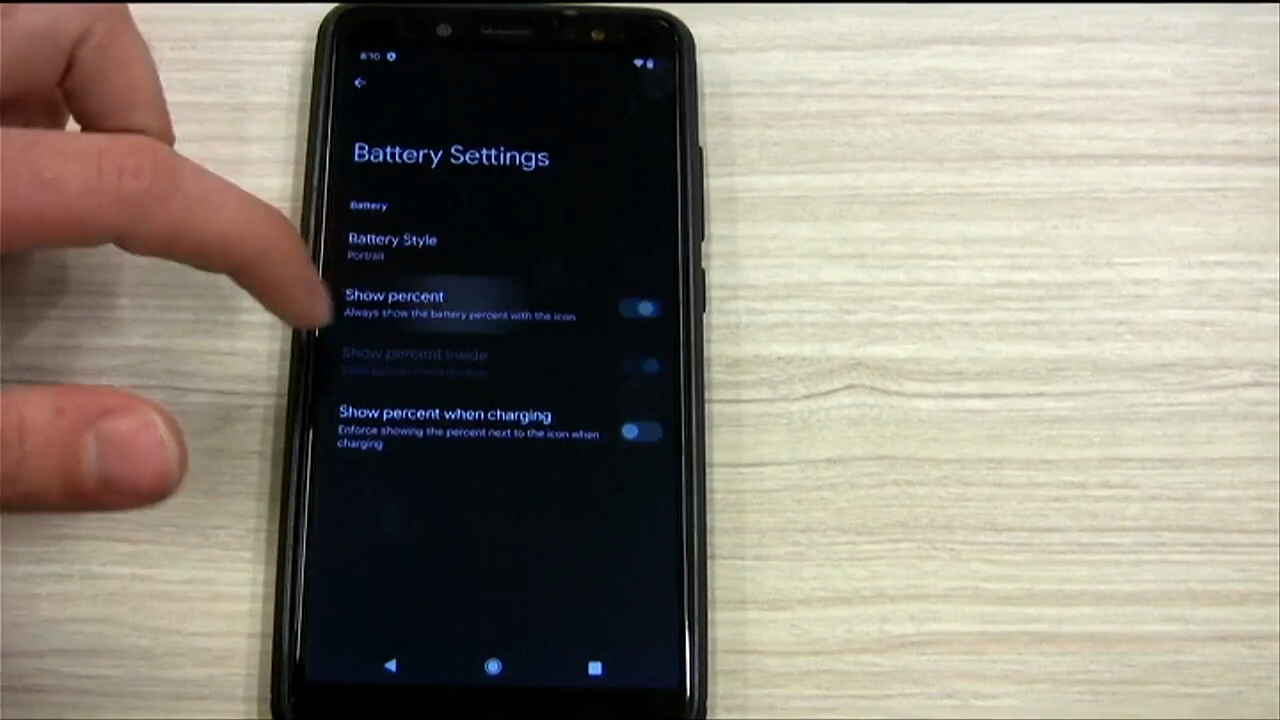 Battery Settings
Battery
Battery Style
Portrait
Show percent
Always show the battery percent with the icon
Show percent inside
Show percent when charging
Enforce showing the percent next to the icon when
charging